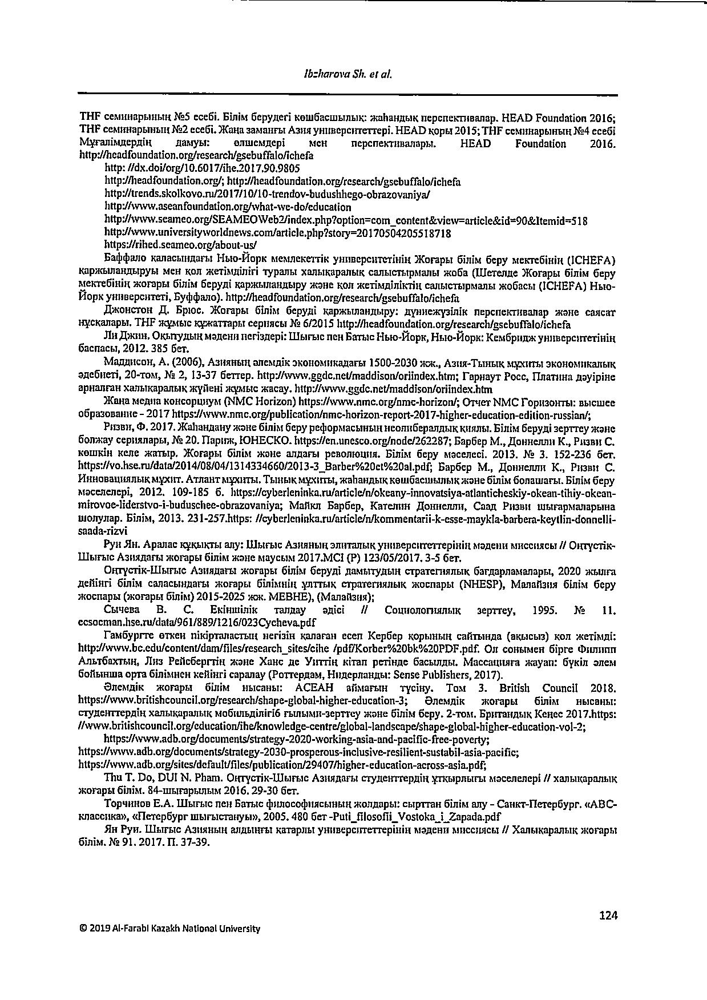 Ibzharova Sh. et al.
THF семинарының №5 есебі. Білім берудегі көшбасшылық: жаһандық перспективалар. HEAD Foundation 2016;
THF семинарының №2 есебі. Жаңа заманғы Азия университеттері. HEAD қоры 2015; THF семинарының №4 есебі
Мұғалімдердің дамуы: өлшемдері мен перспективалары. HEAD Foundation 2016.
http://headfoundation.org/research/gsebuffalo/ichefa
http: //dx.doi/org/10.6017/ihe.2017.90.9805
http://headfoundation.org/; http://headfoundation.org/research/gsebuffalo/ichefa
http://trends.skolkovo.ru/2017/10/10-trendov-budushhego-obrazovaniya/
http://www.aseanfoundation.org/what-we-do/education
http://www.seameo.org/SEAMEOWeb2/index.php?option=com_content&view=article&id=90&Itemid=518
http://www.universityworldnews.com/article.php?story=20170504205518718
https://rihed.seameo.org/about-us/
Баффало қаласындағы Нью-Йорк мемлекеттік университетінің Жоғары білім беру мектебінің (ICHEFA)
қаржыландыруы мен қол жетімділігі туралы халықаралық салыстырмалы жоба (Шетелде Жоғары білім беру
мектебінің жоғары білім беруді қаржыландыру және қол жетімділіктің салыстырмалы жобасы (ICHEFA) Нью-
Йорк университеті, Буффало). http://headfoundation.org/research/gsebuffalo/ichefa
Джонстон Д. Брюс. Жоғары білім беруді қаржыландыру: дүниежүзілік перспективалар және саясат
нұсқалары. THF жұмыс құжаттары сериясы № 6/2015 http://headfoundation.org/research/gsebuffalo/ichefa
Ли Джин. Оқытудың мәдени негіздері: Шығыс пен Батыс Нью-Йорк, Нью-Йорк: Кембридж университетінің
баспасы, 2012. 385 бет.
Маддисон, А. (2006), Азияның әлемдік экономикадағы 1500-2030 жж., Азия-Тынық мұхиты экономикалық
әдебиеті, 20-том, № 2, 13-37 беттер. http://www.ggdc.net/maddison/oriindex.htm; Гарнаут Росс, Платина дәуіріне
арналған халықаралық жүйені жұмыс жасау. http://www.ggdc.net/maddison/oriindex.htm
Жаңа медиа консорциум (NMC Horizon) https://www.nmc.org/nmc-horizon/; Отчет NMC Горизонты: высшее
образование - 2017 https://www.nmc.org/publication/nmc-horizon-report-2017-higher-education-edition-russian/;
Ризви, Ф. 2017. Жаһандану және білім беру реформасының неолибералдық қиялы. Білім беруді зерттеу және
болжау сериялары, № 20. Париж, ЮНЕСКО. https://en.unesco.org/node/262287; Барбер М., Доннелли К., Ризви С.
көшкін келе жатыр. Жоғары білім және алдағы революция. Білім беру мәселесі. 2013. № 3. 152-236 бет.
https://vo.hse.ru/data/2014/08/04/1314334660/2013-3_Barber%20et%20al.pdf; Барбер М., Доннелли К., Ризви С.
Инновациялық мұхит. Атлант мұхиты. Тынық мұхиты, жаһандық көшбасшылық және білім болашағы. Білім беру
мәселелері, 2012. 109-185 б. https://cyberleninka.ru/article/n/okeany-innovatsiya-atlanticheskiy-okean-tihiy-okean-
mirovoe-liderstvo-i-buduschee-obrazovaniya; Майкл Барбер, Кателин Доннелли, Саад Ризви шығармаларына
шолулар. Білім, 2013. 231-257.https: //cyberleninka.ru/article/n/kommentarii-k-esse-maykla-barbera-keytlin-donnelli-
saada-rizvi
Руи Ян. Аралас құқықты алу: Шығыс Азияның элиталық университеттерінің мәдени миссиясы // Оңтүстік-
Шығыс Азиядағы жоғары білім және маусым 2017.MCI (P) 123/05/2017. 3-5 бет.
Оңтүстік-Шығыс Азиядағы жоғары білім беруді дамытудың стратегиялық бағдарламалары, 2020 жылға
дейінгі білім саласындағы жоғары білімнің ұлттық стратегиялық жоспары (NHESP), Малайзия білім беру
жоспары (жоғары білім) 2015-2025 жж. MEBHE), (Малайзия);
Сычева В. С. Екіншілік талдау әдісі // Социологиялық зерттеу, 1995. № 11.
ecsocman.hse.ru/data/961/889/1216/023Cycheva.pdf
Гамбургте өткен пікірталастың негізін қалаған есеп Кербер қорының сайтында (ақысыз) қол жетімді:
http://www.bc.edu/content/dam/files/research_sites/cihe /pdf/Korber%20bk%20PDF.pdf. Ол сонымен бірге Филипп
Альтбахтың, Лиз Рейсбергтің және Ханс де Уиттің кітап ретінде басылды. Массацияға жауап: бүкіл әлем
бойынша орта білімнен кейінгі саралау (Роттердам, Нидерланды: Sense Publishers, 2017).
Әлемдік жоғары білім нысаны: АСЕАН аймағын түсіну. Том 3. British Council 2018.
https://www.britishcouncil.org/research/shape-global-higher-education-3; Әлемдік жоғары білім нысаны:
студенттердің халықаралық мобильділігі6 ғылыми-зерттеу және білім беру. 2-том. Британдық Кеңес 2017.https:
//www.britishcouncil.org/education/ihe/knowledge-centre/global-landscape/shape-global-higher-education-vol-2;
https://www.adb.org/documents/strategy-2020-working-asia-and-pacific-free-poverty;
https://www.adb.org/documents/strategy-2030-prosperous-inclusive-resilient-sustabil-asia-pacific;
https://www.adb.org/sites/default/files/publication/29407/higher-education-across-asia.pdf;
Thu T. Do, DUI N. Pham. Оңтүстік-Шығыс Азиядағы студенттердің ұтқырлығы мәселелері // халықаралық
жоғары білім. 84-шығарылым 2016. 29-30 бет.
Торчинов Е.А. Шығыс пен Батыс философиясының жолдары: сырттан білім алу - Санкт-Петербург. «АВС-
классика», «Петербург шығыстануы», 2005. 480 бет -Puti_filosofii_Vostoka_i_Zapada.pdf
Ян Руи. Шығыс Азияның алдыңғы қатарлы университеттерінің мәдени миссиясы // Халықаралық жоғары
білім. № 91. 2017. П. 37-39.
124
© 2019 Al-Farabi Kazakh National University